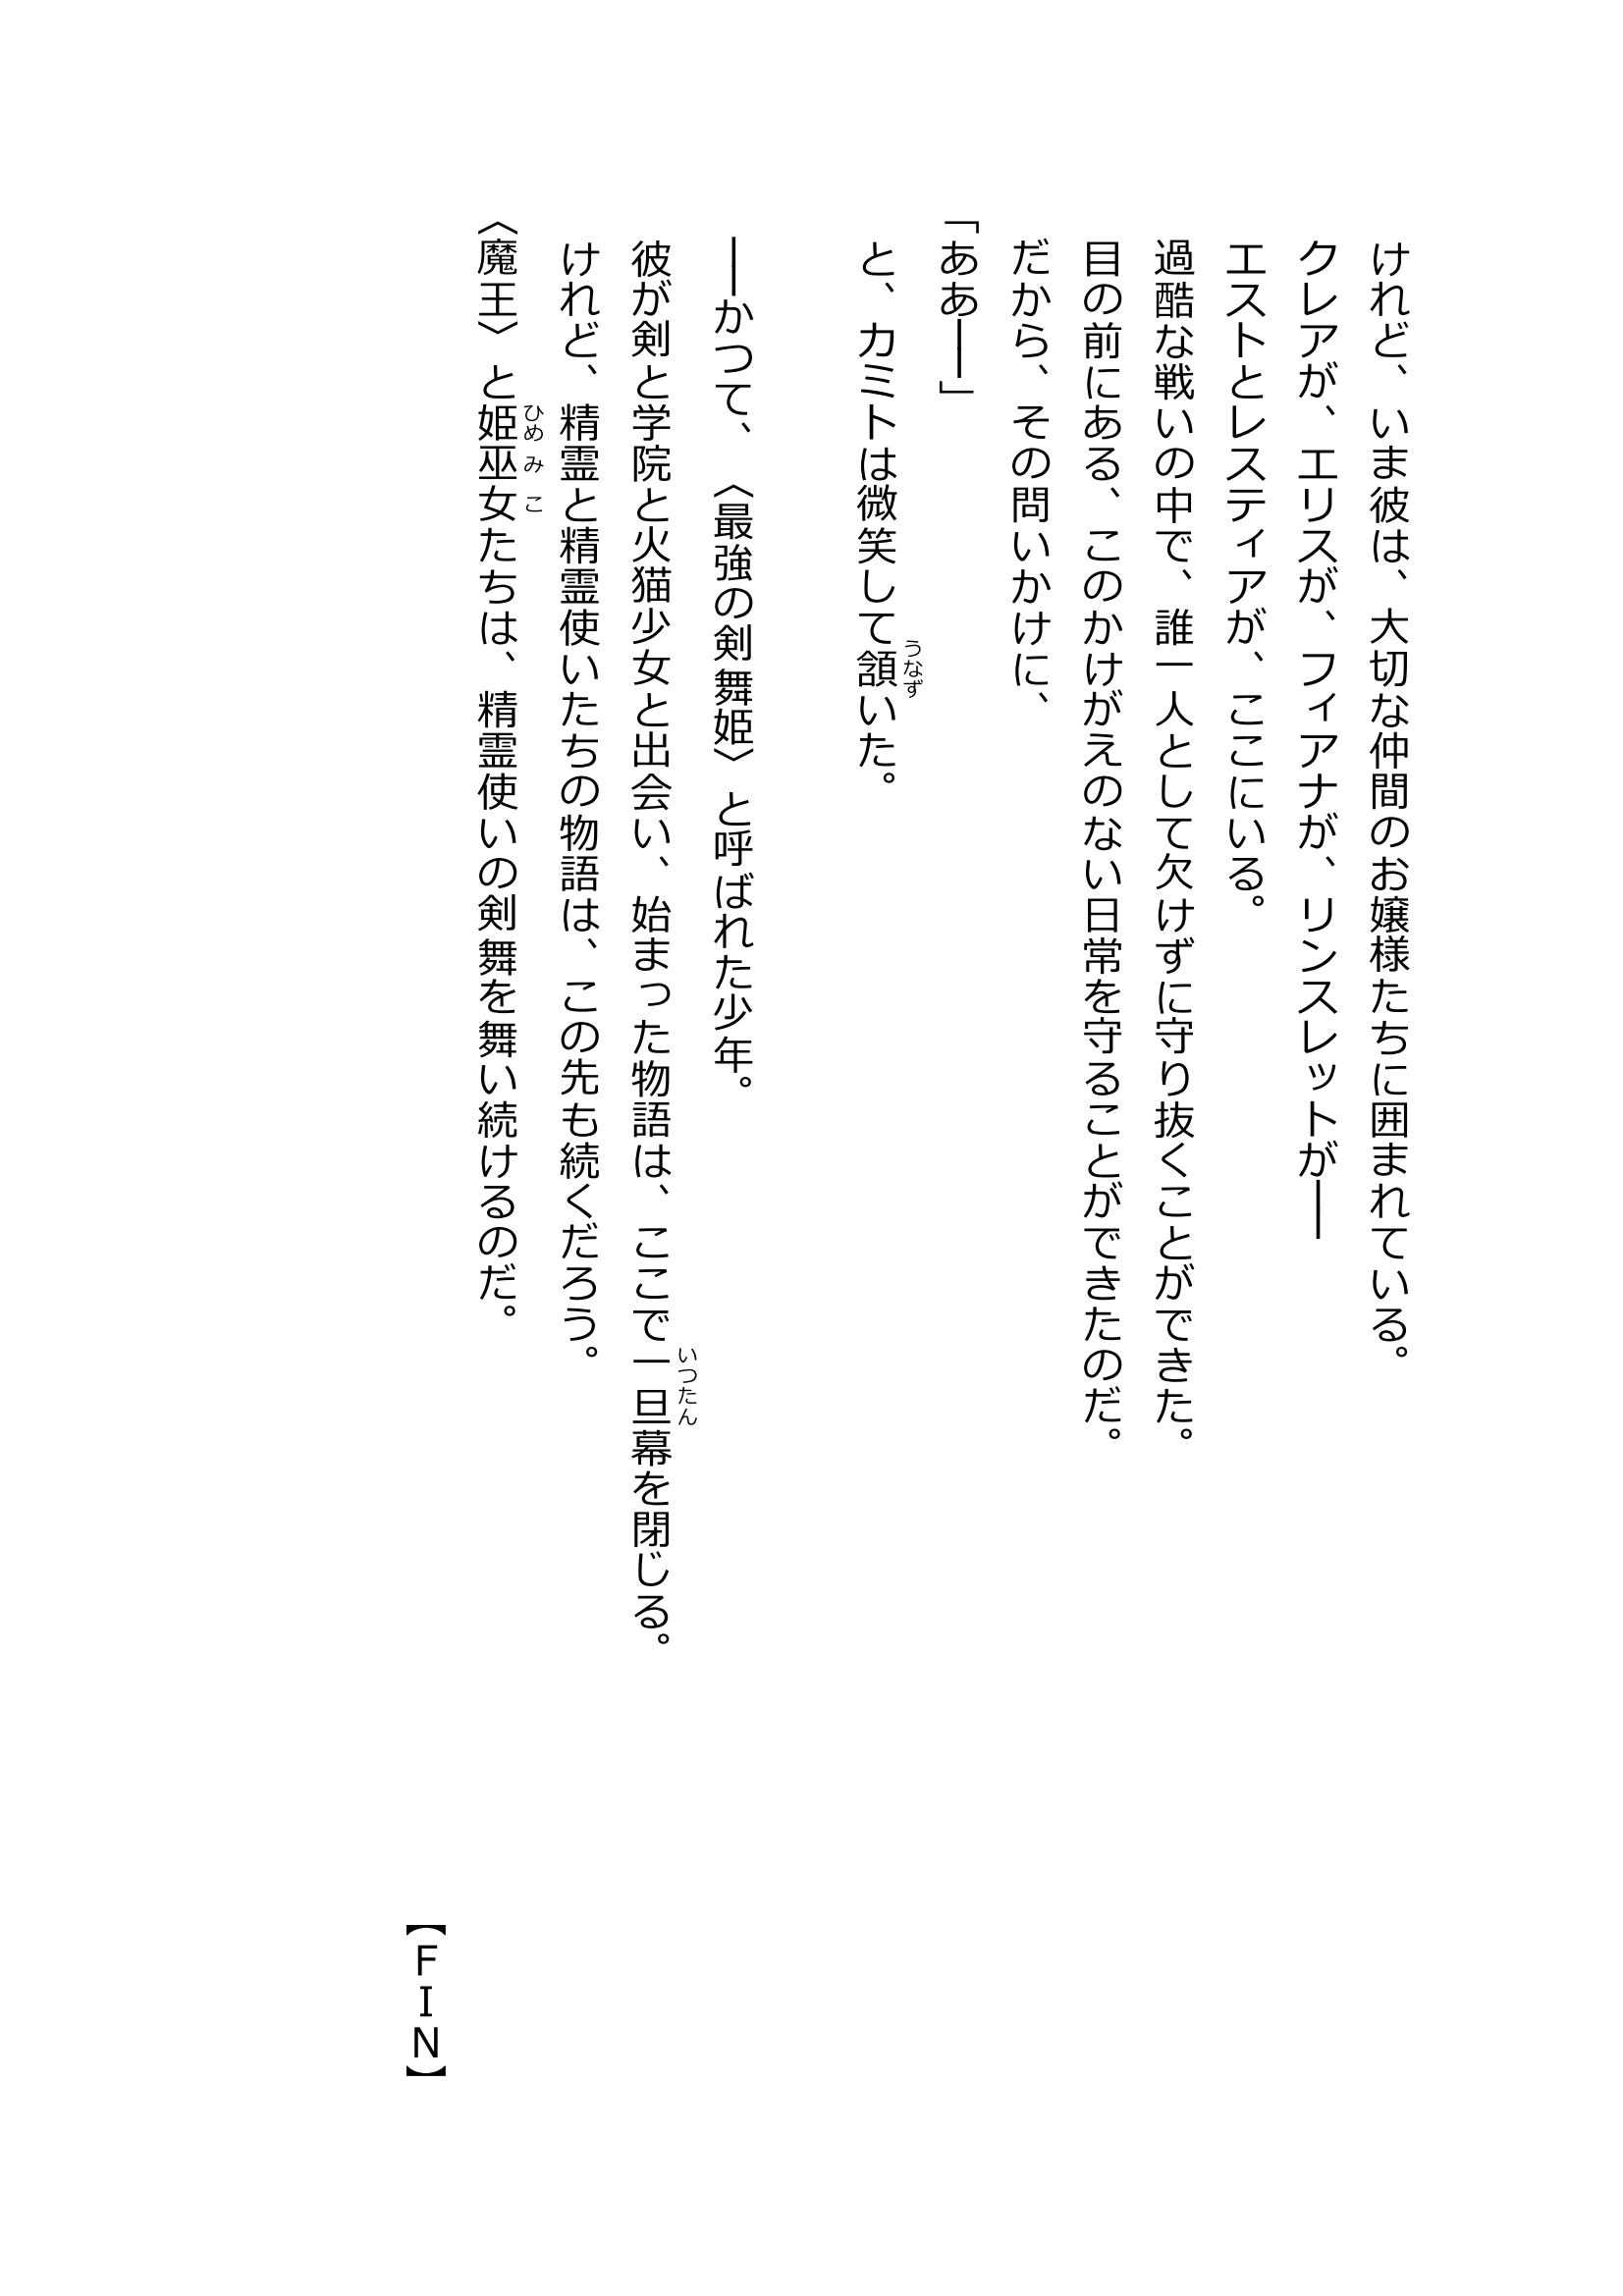 けれど、いま彼は、大切な仲間のお嬢様たちに囲まれている。
クレアが、エリスが、フィアナが、リンスレットが――
エストとレスティアが、ここにいる。
過酷な戦いの中で、誰一人として欠けずに守り抜くことができた。
目の前にある、このかけがえのない日常を守ることができたのだ。
だから、その問いかけに、
「ああ――」
と、カミトは微笑して頷いた。
うなず
――かつて、〈最強の剣舞姫〉と呼ばれた少年。
彼が剣と学院と火猫少女と出会い、始まった物語は、ここで一旦幕を閉じる。
いつたん
けれど、精霊と精霊使いたちの物語は、この先も続くだろう。
〈魔王〉と姫巫女たちは、精霊使いの剣舞を舞い続けるのだ。
ひめみこ
【ＦＩＮ】